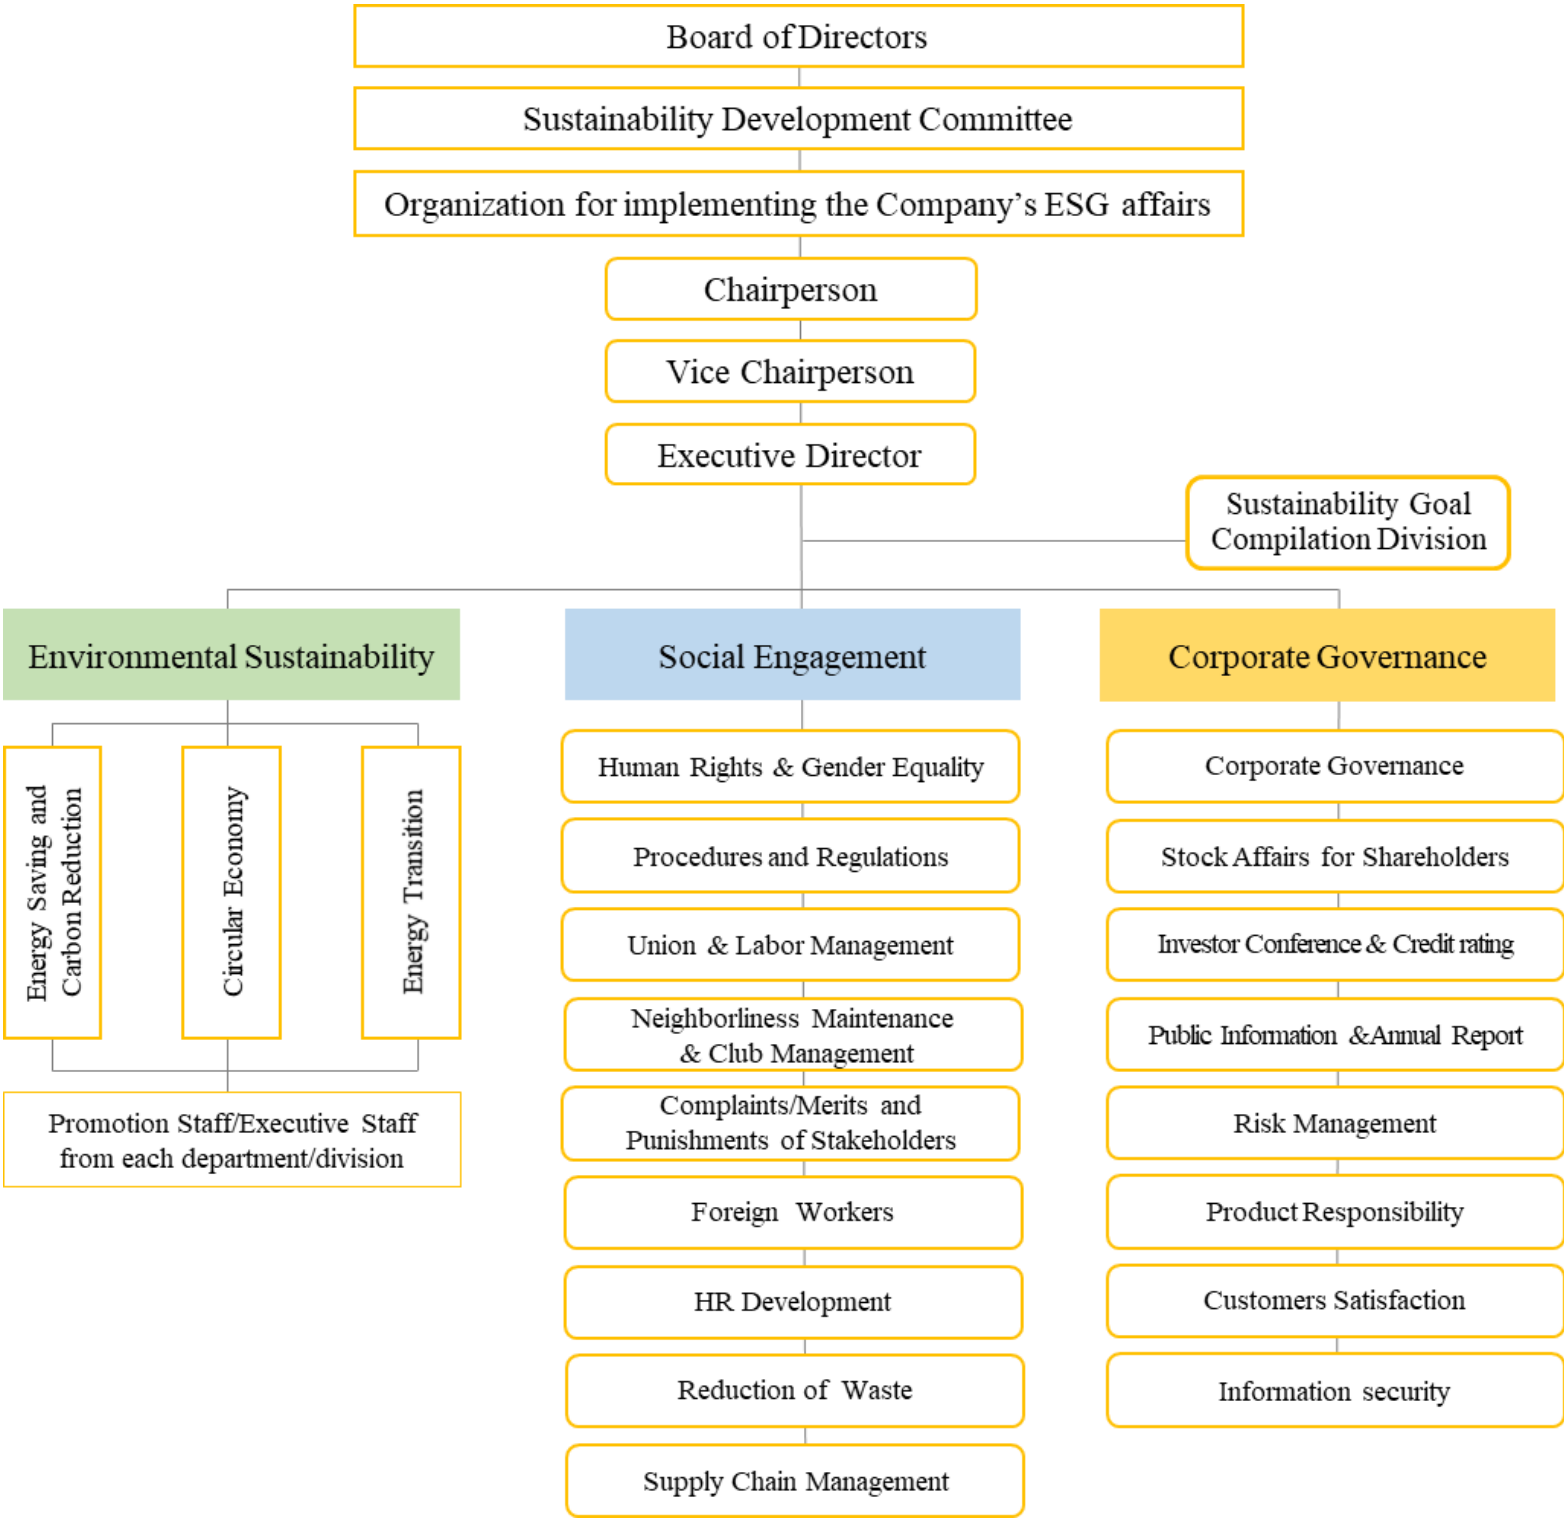 Board of Directors
Sustainability Development Committee
Organization for implementing the Company’s ESG affairs
Chairperson
Vice Chairperson
Executive Director
Sustainability Goal
Compilation Division
Environmental Sustainability
Energy Saving and
Carbon Reduction
Circular Economy
Energy Transition
Promotion Staff/Executive Staff
from each department/division
Social Engagement
Human Rights & Gender Equality
Procedures and Regulations
Union & Labor Management
Neighborliness Maintenance
& Club Management
Complaints/Merits and
Punishments of Stakeholders
Foreign Workers
HR Development
Reduction of Waste
Supply Chain Management
Corporate Governance
Corporate Governance
Stock Affairs for Shareholders
Investor Conference & Credit rating
Public Information &Annual Report
Risk Management
Product Responsibility
Customers Satisfaction
Information security